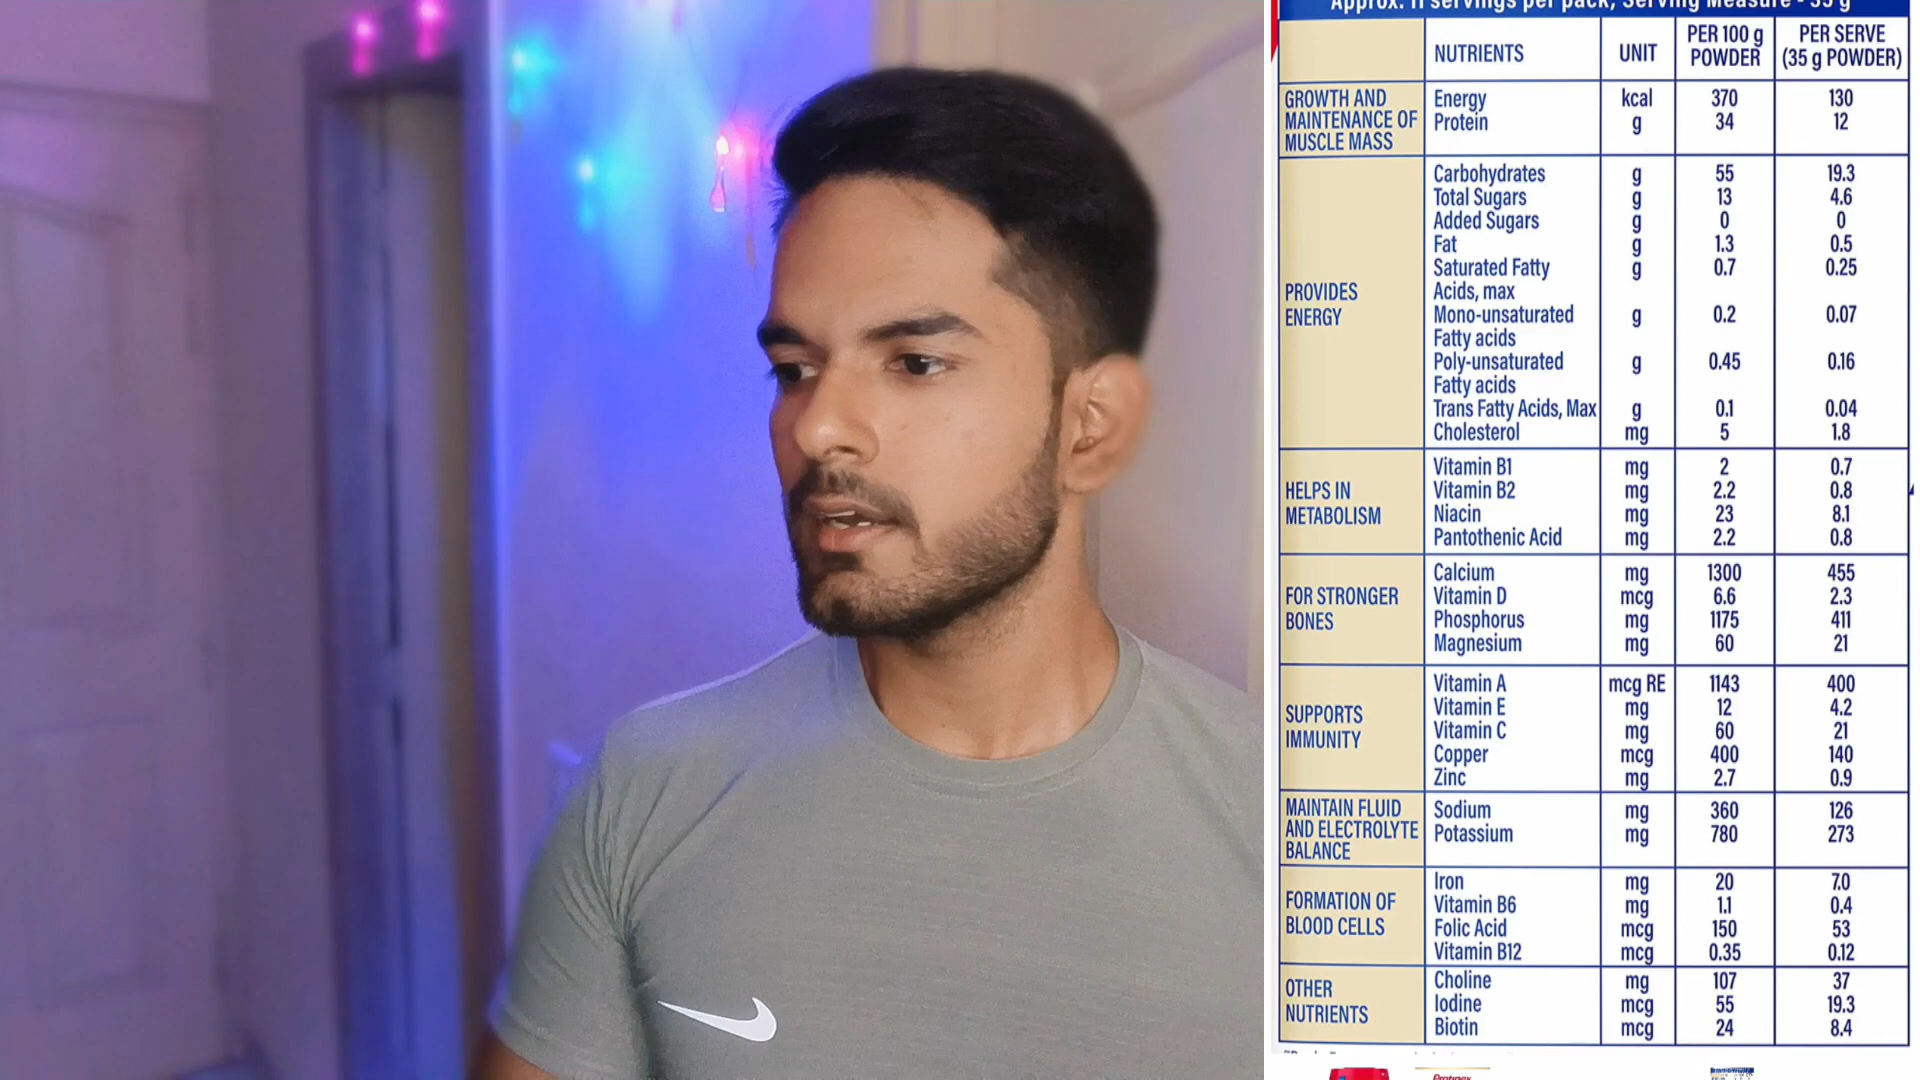 Approx. 11 servings per pack, Serving Measure - 35 g
NUTRIENTS UNIT PER 100 g POWDER PER SERVE (35 g POWDER)
GROWTH AND MAINTENANCE OF MUSCLE MASS
Energy kcal 370 130
Protein g 34 12
PROVIDES ENERGY
Carbohydrates g 55 19.3
Total Sugars g 13 4.6
Added Sugars g 0 0
Fat g 1.3 0.5
Saturated Fatty Acids, max g 0.7 0.25
Mono-unsaturated Fatty acids g 0.2 0.07
Poly-unsaturated Fatty acids g 0.45 0.16
Trans Fatty Acids, Max g 0.1 0.04
Cholesterol mg 5 1.8
HELPS IN METABOLISM
Vitamin B1 mg 2 0.7
Vitamin B2 mg 2.2 0.8
Niacin mg 23 8.1
Pantothenic Acid mg 2.2 0.8
FOR STRONGER BONES
Calcium mg 1300 455
Vitamin D mcg 6.6 2.3
Phosphorus mg 1175 411
Magnesium mg 60 21
SUPPORTS IMMUNITY
Vitamin A mcg RE 1143 400
Vitamin E mg 12 4.2
Vitamin C mg 60 21
Copper mcg 400 140
Zinc mg 2.7 0.9
MAINTAIN FLUID AND ELECTROLYTE BALANCE
Sodium mg 360 126
Potassium mg 780 273
FORMATION OF BLOOD CELLS
Iron mg 20 7.0
Vitamin B6 mg 1.1 0.4
Folic Acid mcg 150 53
Vitamin B12 mcg 0.35 0.12
OTHER NUTRIENTS
Choline mg 107 37
Iodine mcg 55 19.3
Biotin mcg 24 8.4